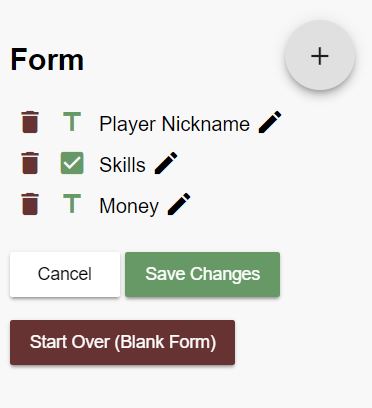 Form
Player Nickname
Skills
Money
Cancel Save Changes
Start Over (Blank Form)